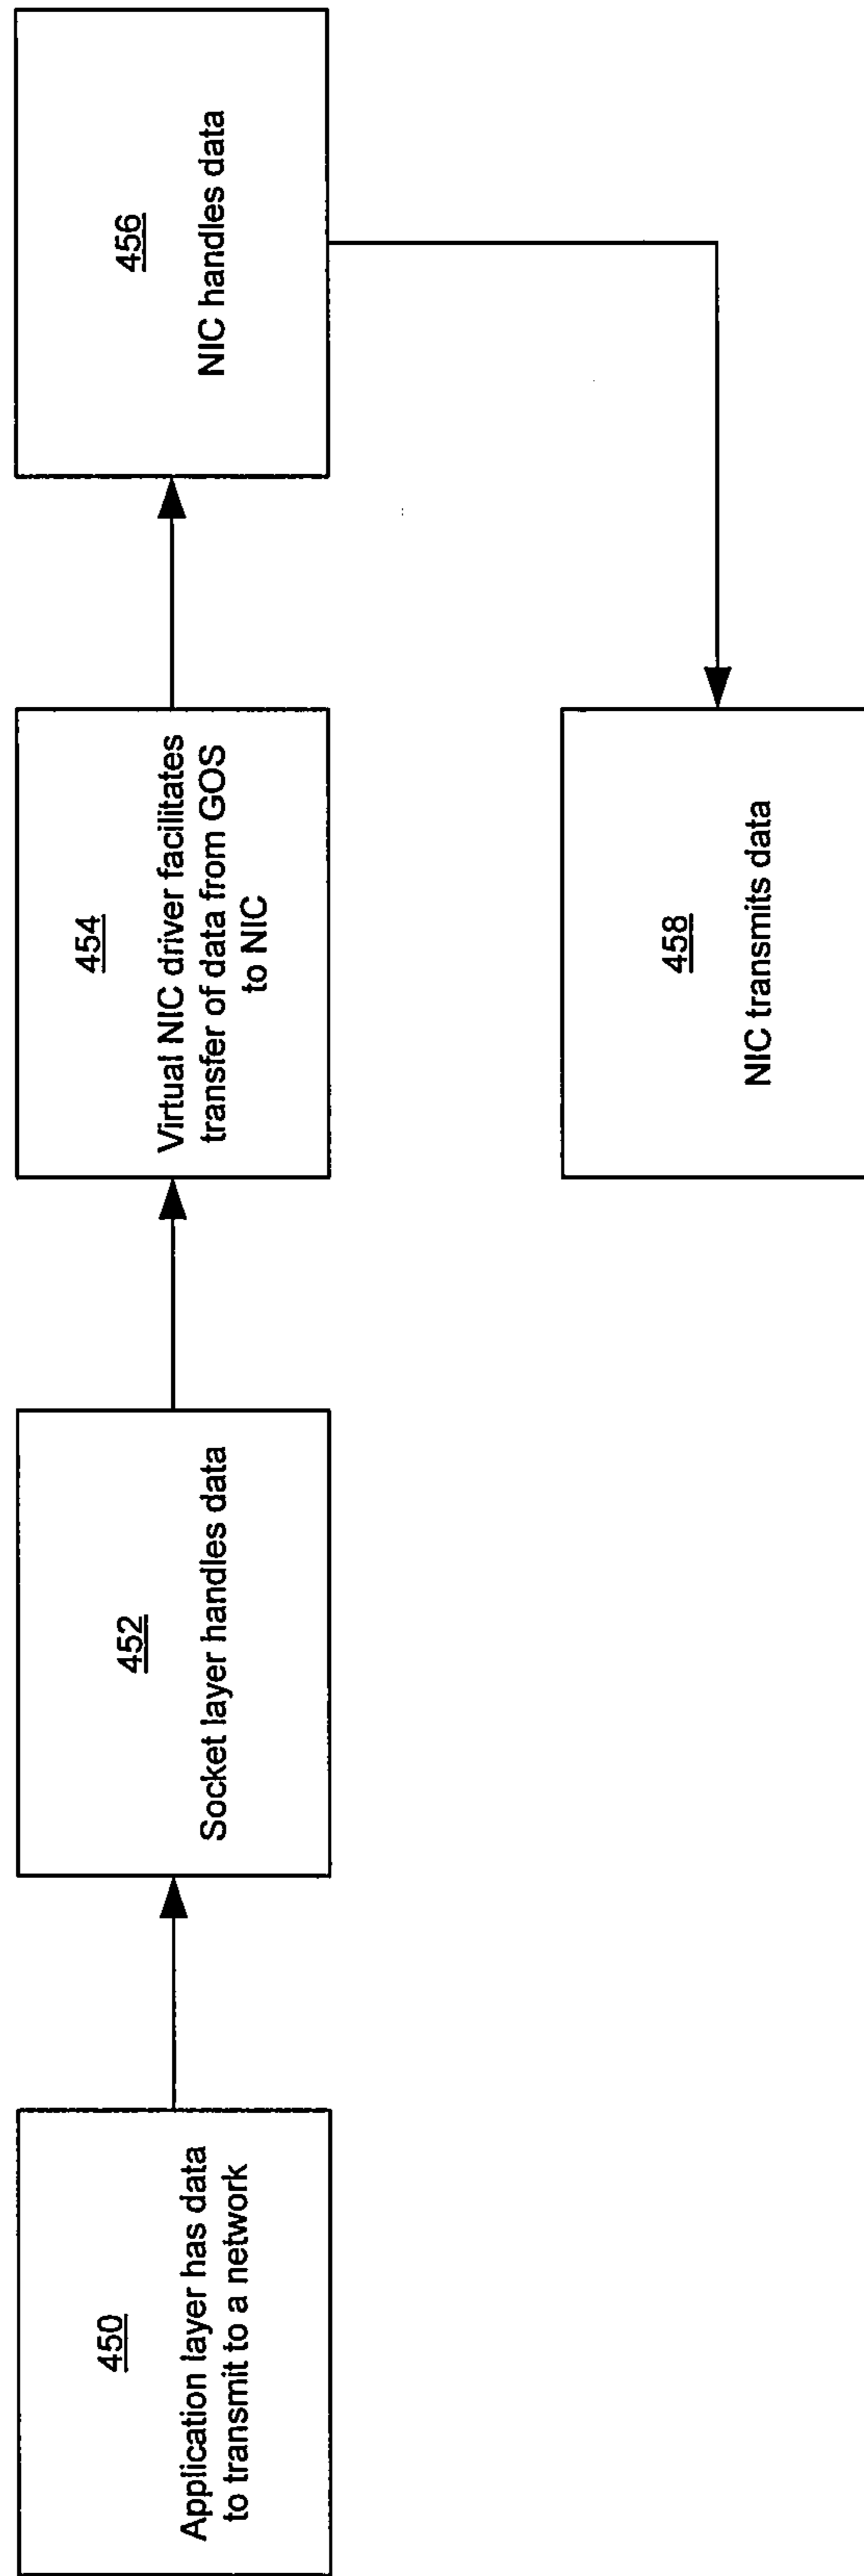 450
Application layer has data
to transmit to a network
452
Socket layer handles data
454
Virtual NIC driver facilitates
transfer of data from GOS
to NIC
456
NIC handles data
458
NIC transmits data